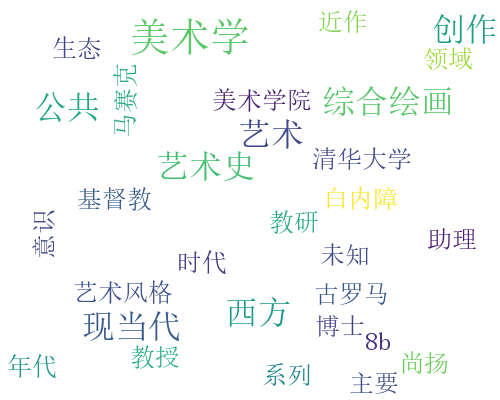 美术学
近作
创作
生态
领域
马赛克
公共
美术学院
综合绘画
艺术
艺术史
清华大学
基督教
白内障
意识
教研
助理
时代
未知
艺术风格
古罗马
现当代
西方
博士
8b
年代
教授
系列
主要
尚扬